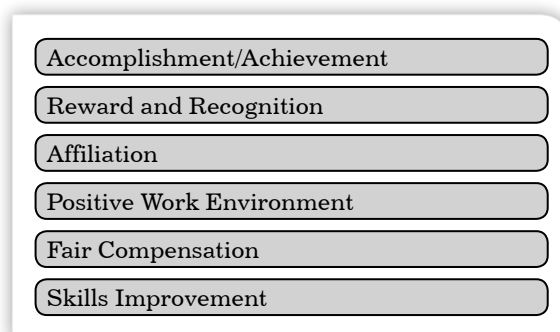 Accomplishment/Achievement
Reward and Recognition
Affiliation
Positive Work Environment
Fair Compensation
Skills Improvement